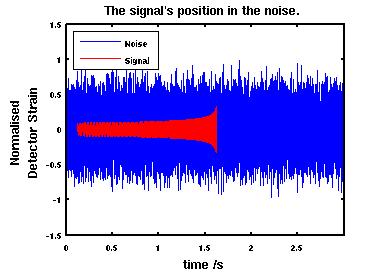 The signal's position in the noise.
Normalised
Detector Strain
1.5
1
0.5
0
-0.5
-1
-1.5
Noise
Signal
0 0.5 1 1.5 2 2.5
time /s